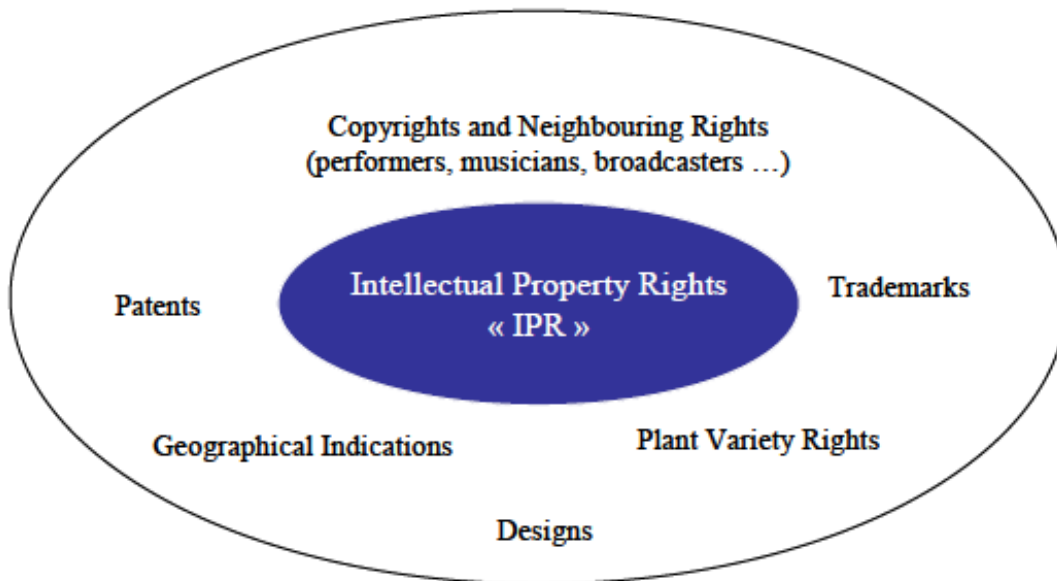 Copyrights and Neighbouring Rights
(performers, musicians, broadcasters …)
Intellectual Property Rights
« IPR »
Trademarks
Patents
Geographical Indications
Plant Variety Rights
Designs